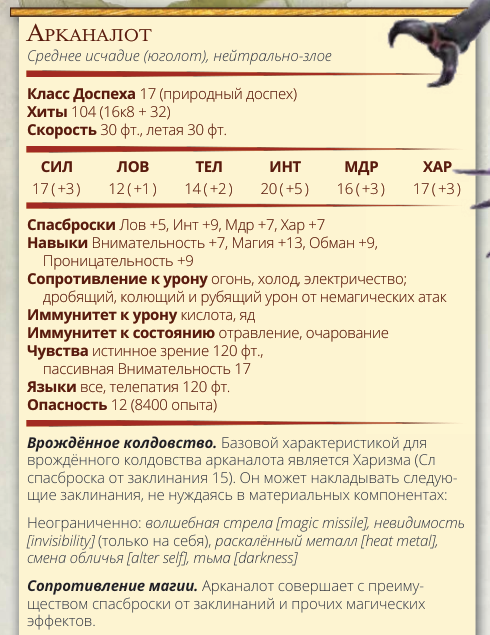 Арканалот
Среднее исчадие (юголот), нейтрально-злое
Класс Доспеха 17 (природный доспех)
Хиты 104 (16к8 + 32)
Скорость 30 фт., летая 30 фт.
СИЛ ЛОВ ТЕЛ ИНТ МДР ХАР
17 (+3) 12 (+1) 14 (+2) 20 (+5) 16 (+3) 17 (+3)
Спасброски Лов +5, Инт +9, Мдр +7, Хар +7
Навыки Внимательность +7, Магия +13, Обман +9,
Проницательность +9
Сопротивление к урону огонь, холод, электричество;
дробящий, колющий и рубящий урон от немагических атак
Иммунитет к урону кислота, яд
Иммунитет к состоянию отравление, очарование
Чувства истинное зрение 120 фт.,
пассивная Внимательность 17
Языки все, телепатия 120 фт.
Опасность 12 (8400 опыта)
Врождённое колдовство. Базовой характеристикой для
врождённого колдовства арканалота является Харизма (Сл
спасброска от заклинания 15). Он может накладывать следую-
щие заклинания, не нуждаясь в материальных компонентах:
Неограниченно: волшебная стрела [magic missile], невидимость
[invisibility] (только на себя), раскалённый металл [heat metal],
смена обличья [alter self], тьма [darkness]
Сопротивление магии. Арканалот совершает с преиму-
ществом спасброски от заклинаний и прочих магических
эффектов.